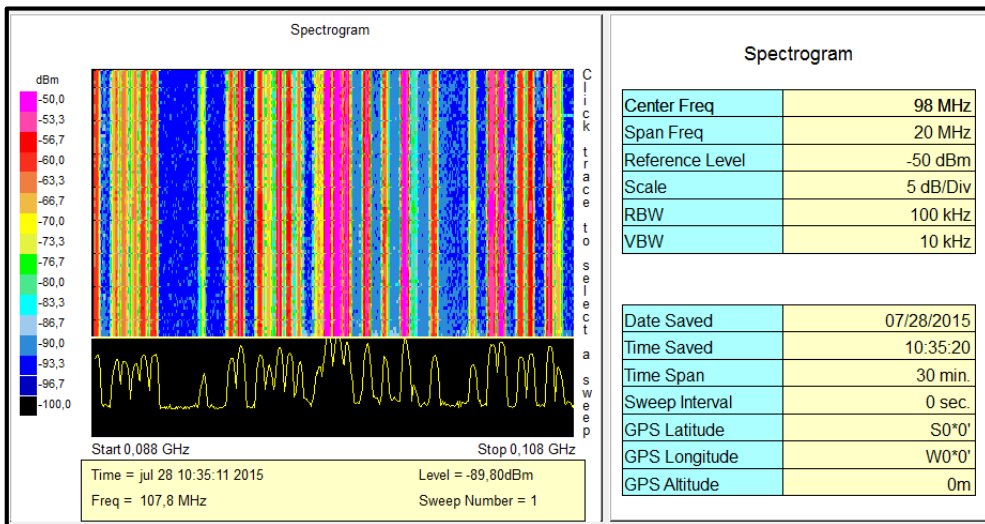 Spectrogram
dBm
-50,0
-53,3
-56,7
-60,0
-63,3
-66,7
-70,0
-73,3
-76,7
-80,0
-83,3
-86,7
-90,0
-93,3
-96,7
-100,0
Click trace to select a sweep
Start 0,088 GHz Stop 0,108 GHz
Time = jul 28 10:35:11 2015 Level = -89,80dBm
Freq = 107,8 MHz Sweep Number = 1
Spectrogram
Center Freq 98 MHz
Span Freq 20 MHz
Reference Level -50 dBm
Scale 5 dB/Div
RBW 100 kHz
VBW 10 kHz
Date Saved 07/28/2015
Time Saved 10:35:20
Time Span 30 min.
Sweep Interval 0 sec.
GPS Latitude S0*0'
GPS Longitude W0*0'
GPS Altitude 0m